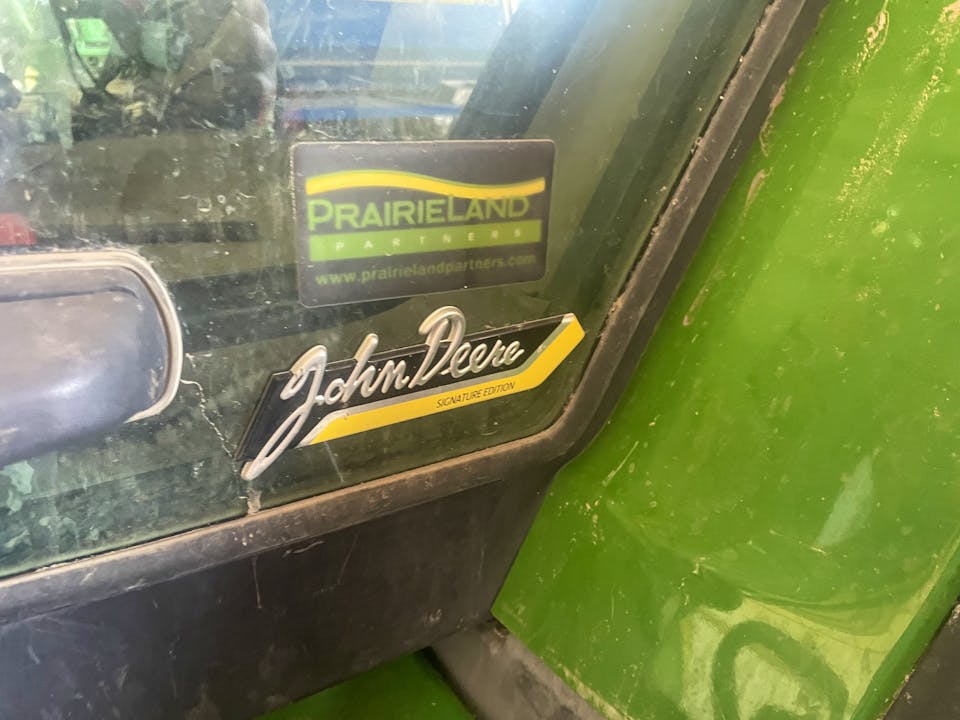 PRAIRIELAND
PARTNERS
www.prairielandpartners.com
John Deere
SIGNATURE EDITION